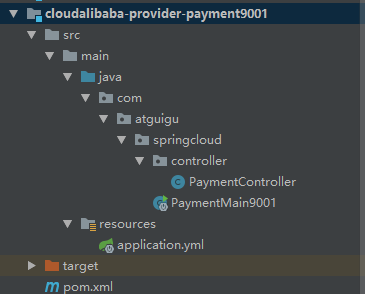 cloudalibaba-provider-payment9001
src
main
java
com
atguigu
springcloud
controller
PaymentController
PaymentMain9001
resources
application.yml
target
pom.xml